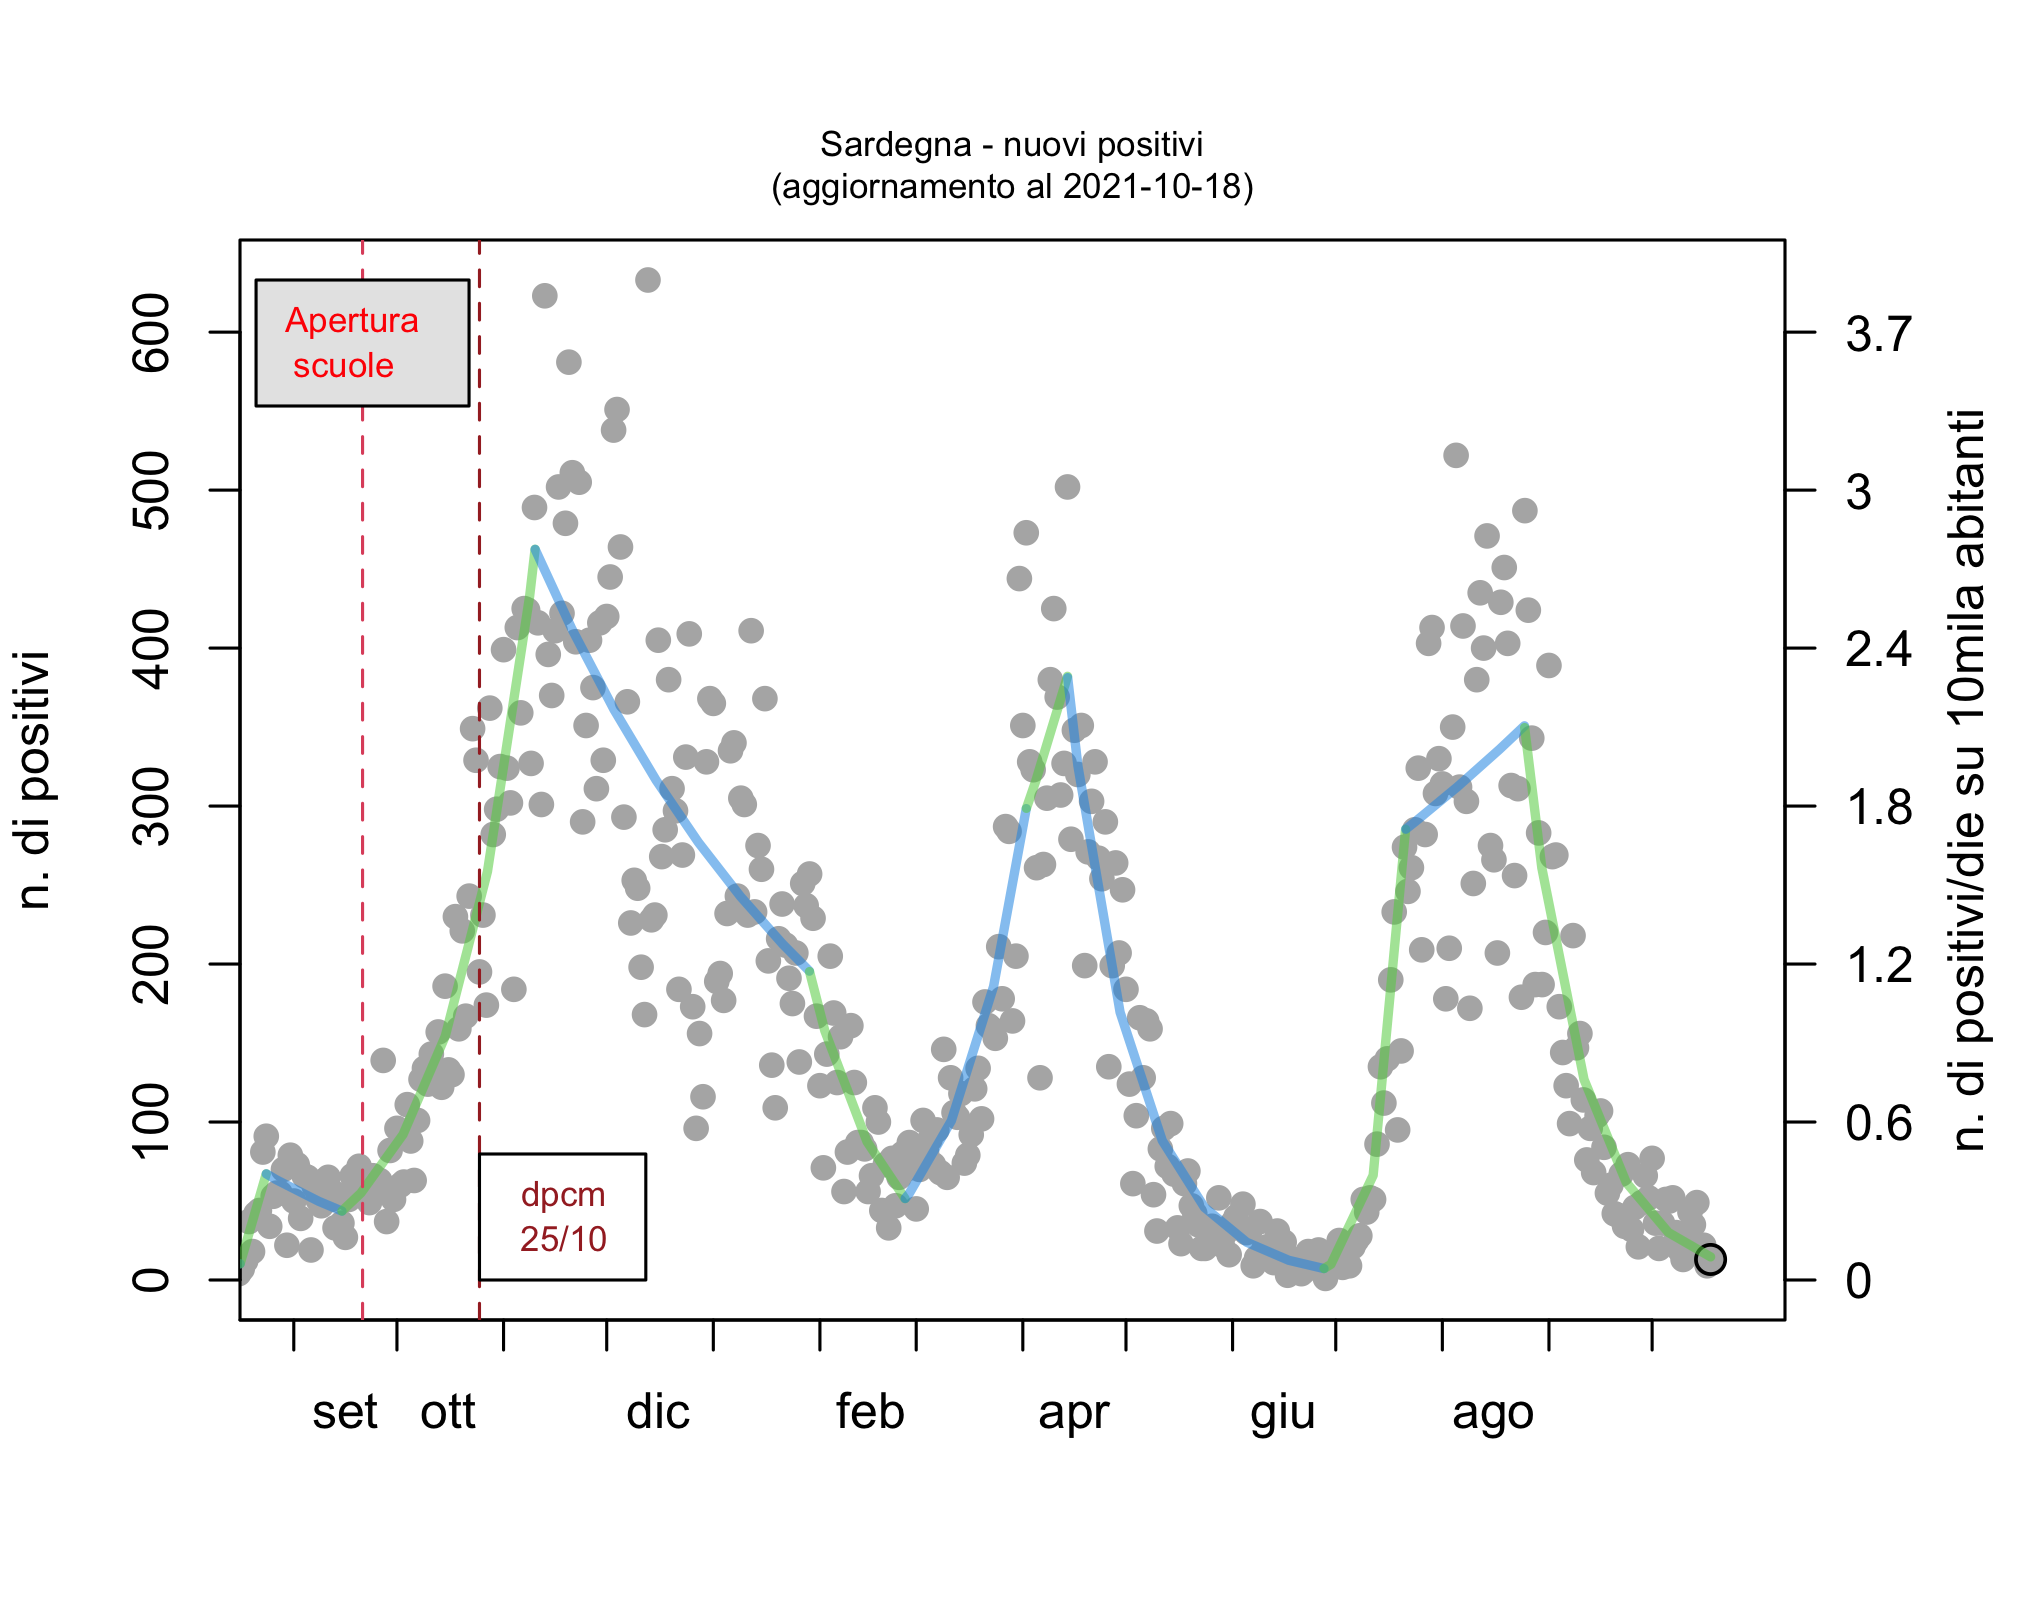 Sardegna - nuovi positivi
(aggiornamento al 2021-10-18)
Apertura
scuole
dpcm
25/10
n. di positivi
0
100
200
300
400
500
600
n. di positivi/die su 10mila abitanti
0
0.6
1.2
1.8
2.4
3
3.7
set ott dic feb apr giu ago